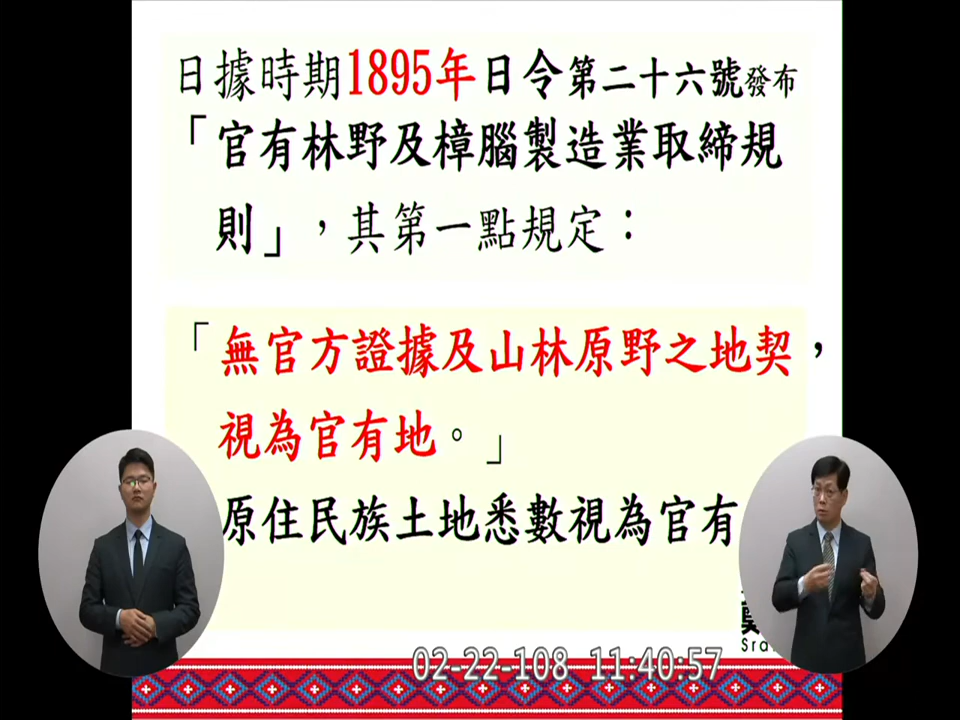 日據時期1895年日令第二十六號發布
「官有林野及樟腦製造業取締規
則」，其第一點規定：
「無官方證據及山林原野之地契，
視為官有地。」
原住民族土地悉數視為官有
02-22-108 11:40:57